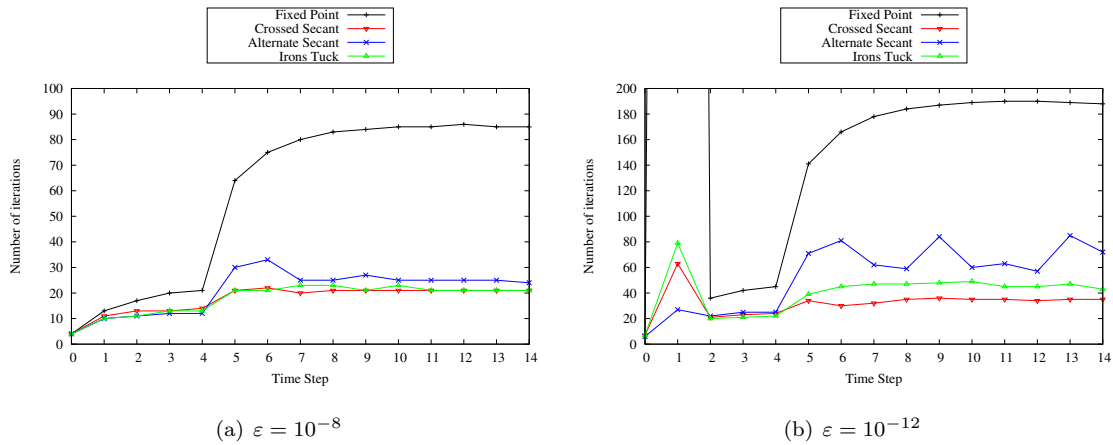 Fixed Point
Crossed Secant
Alternate Secant
Irons Tuck
100
90
80
70
60
50
40
30
20
10
0
Number of iterations
0 1 2 3 4 5 6 7 8 9 10 11 12 13 14
Time Step
(a) ε = 10⁻⁸
Fixed Point
Crossed Secant
Alternate Secant
Irons Tuck
200
180
160
140
120
100
80
60
40
20
0
Number of iterations
0 1 2 3 4 5 6 7 8 9 10 11 12 13 14
Time Step
(b) ε = 10⁻¹²